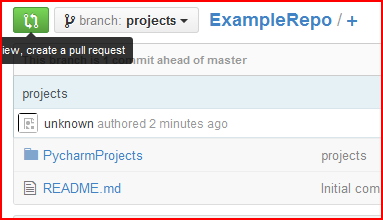 branch: projects
ExampleRepo / +
iew, create a pull request
This branch is 1 commit ahead of master
projects
unknown authored 2 minutes ago
PycharmProjects projects
README.md Initial com